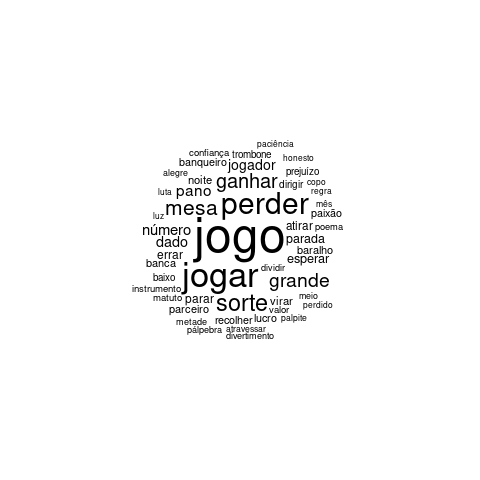 paciência
confiança trombone
honesto
banqueiro jogador
alegre noite ganhar dirigir copo
prejuízo
luta pano regra
mesa perder mês
paixão
luz atirar poema
número jogo parada
dado baralho
errar esperar
banca jogar dividir
baixo grande
instrumento
matuto parar sorte virar meio
perdido
parceiro valor
metade recolher lucro palpite
pálpebra atravessar
divertimento